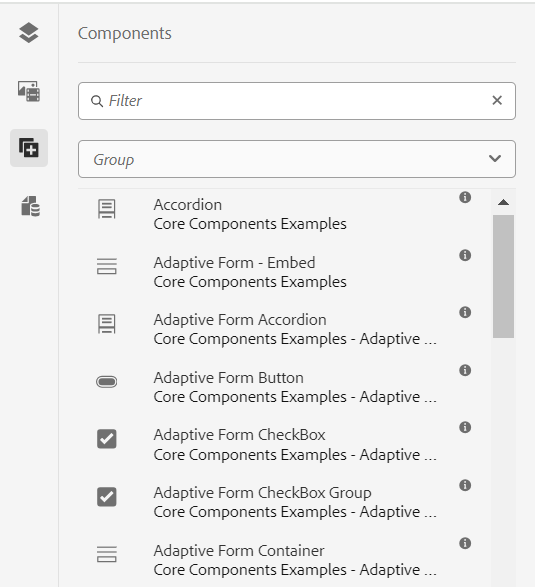 Components
Filter
Group
Accordion
Core Components Examples
Adaptive Form - Embed
Core Components Examples
Adaptive Form Accordion
Core Components Examples - Adaptive ...
Adaptive Form Button
Core Components Examples - Adaptive ...
Adaptive Form CheckBox
Core Components Examples - Adaptive ...
Adaptive Form CheckBox Group
Core Components Examples - Adaptive ...
Adaptive Form Container
Core Components Examples - Adaptive ...